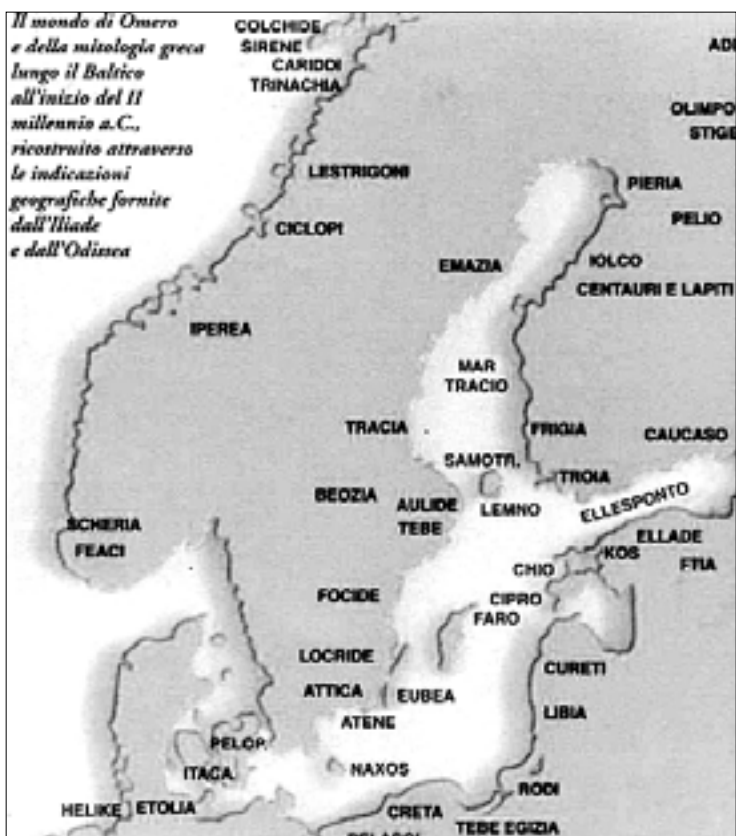 Il mondo di Omero
e della mitologia greca
lungo il Baltico
all'inizio del II
millennio a.C.,
ricostruito attraverso
le indicazioni
geografiche fornite
dall'Iliade
e dall'Odissea
COLCHIDE
SIRENE
CARIDDI
TRINACHIA
OLIMPO
STIGE
LESTRIGONI
PIERIA
PELIO
CICLOPI
EMAZIA
IOLCO
CENTAURI E LAPITI
IPEREA
MAR
TRACIO
TRACIA
FRIGIA
CAUCASO
SAMOTR.
TROIA
BEOZIA
AULIDE
TEBE
LEMNO
ELLESPONTO
SCHERIA
FEACI
ELLADE
KOS
FTIA
CHIO
FOCIDE
CIPRO
FARO
LOCRIDE
CURETI
ATTICA
EUBEA
LIBIA
ATENE
PELOP.
ITACA
NAXOS
RODI
HELIKE
ETOLIA
CRETA
TEBE EGIZIA